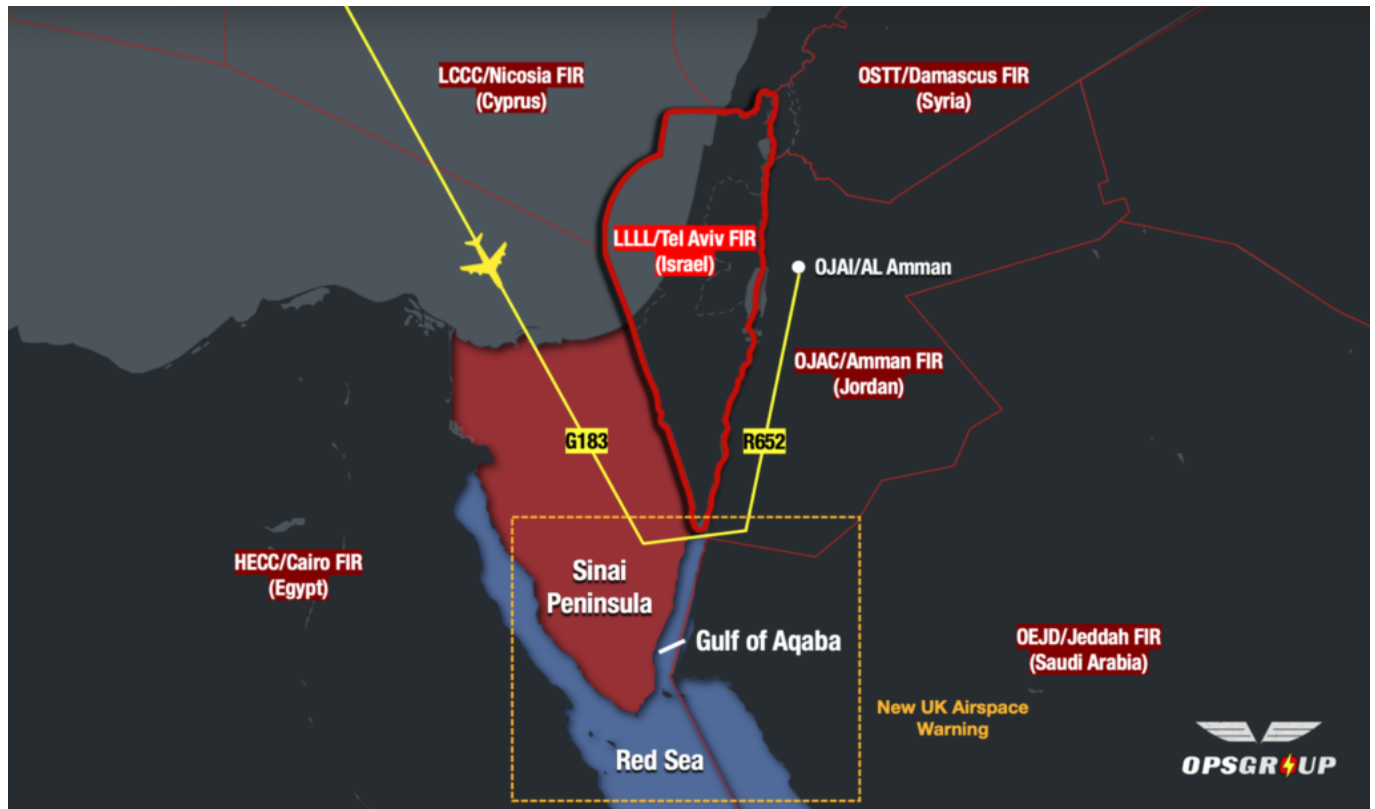 LCCC/Nicosia FIR
(Cyprus)
OSTT/Damascus FIR
(Syria)
LLLL/Tel Aviv FIR
(Israel)
OJAI/AL Amman
OJAC/Amman FIR
(Jordan)
G183
R652
HECC/Cairo FIR
(Egypt)
Sinai
Peninsula
Gulf of Aqaba
OEJD/Jeddah FIR
(Saudi Arabia)
New UK Airspace
Warning
Red Sea
OPSGROUP